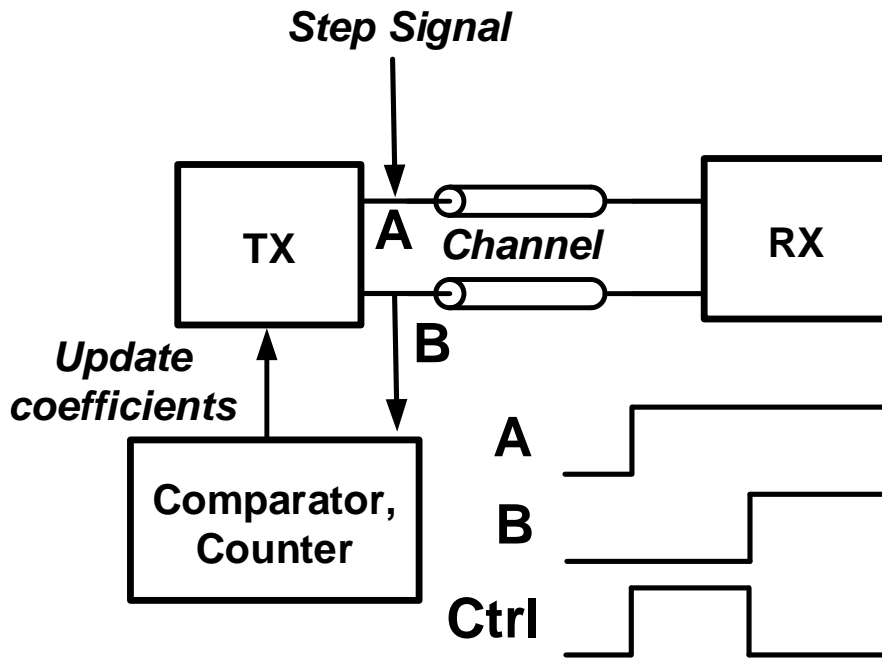 Step Signal
TX
A
Channel
RX
B
Update
coefficients
Comparator,
Counter
A
B
Ctrl